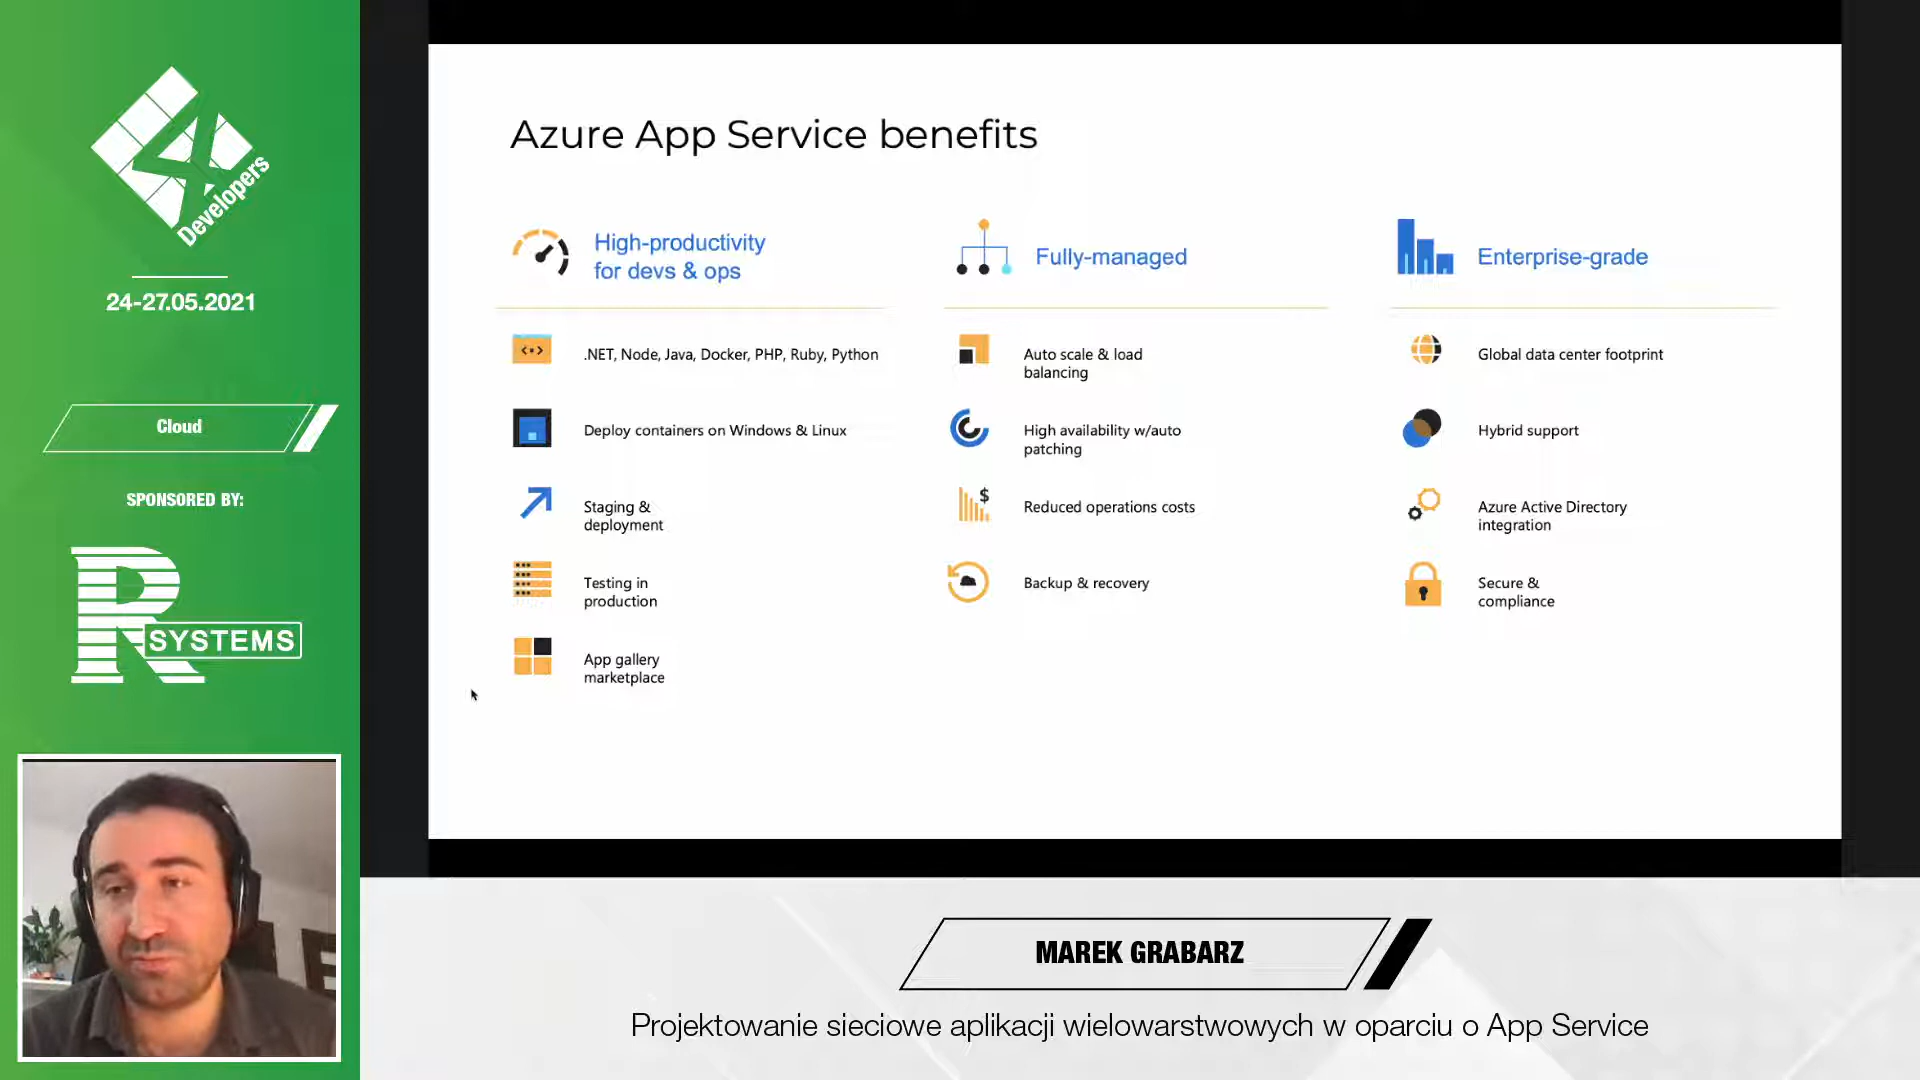 4
Developers
24-27.05.2021
Cloud
SPONSORED BY:
R SYSTEMS
Azure App Service benefits
High-productivity
for devs & ops
.NET, Node, Java, Docker, PHP, Ruby, Python
Deploy containers on Windows & Linux
Staging &
deployment
Testing in
production
App gallery
marketplace
Fully-managed
Auto scale & load
balancing
High availability w/auto
patching
$
Reduced operations costs
Backup & recovery
Enterprise-grade
Global data center footprint
Hybrid support
Azure Active Directory
integration
Secure &
compliance
MAREK GRABARZ
Projektowanie sieciowe aplikacji wielowarstwowych w oparciu o App Service